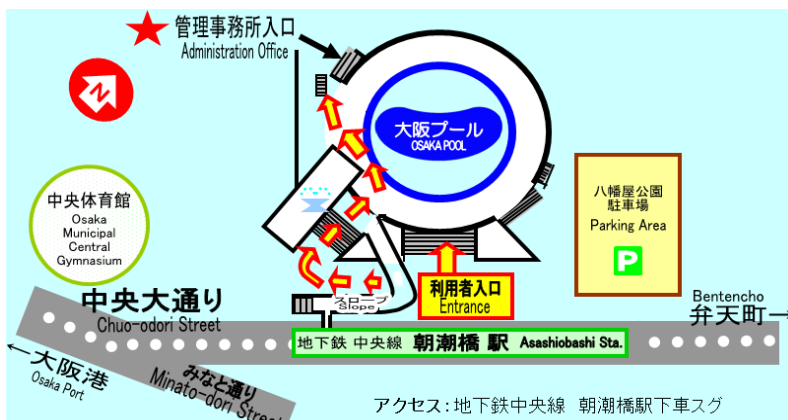 管理事務所入口
Administration Office
N
大阪プール
OSAKA POOL
中央体育館
Osaka
Municipal
Central
Gymnasium
八幡屋公園
駐車場
Parking Area
P
利用者入口
Entrance
スロープ
Slope
中央大通り
Chuo-odori Street
Bentencho
弁天町→
地下鉄 中央線 朝潮橋 駅 Asashiobashi Sta.
←大阪港
Osaka Port
みなと通り
Minato-dori Street
アクセス:地下鉄中央線 朝潮橋駅下車スグ